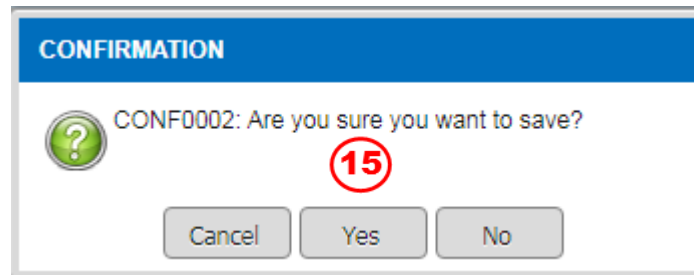 CONFIRMATION
CONF0002: Are you sure you want to save?
15
Cancel Yes No